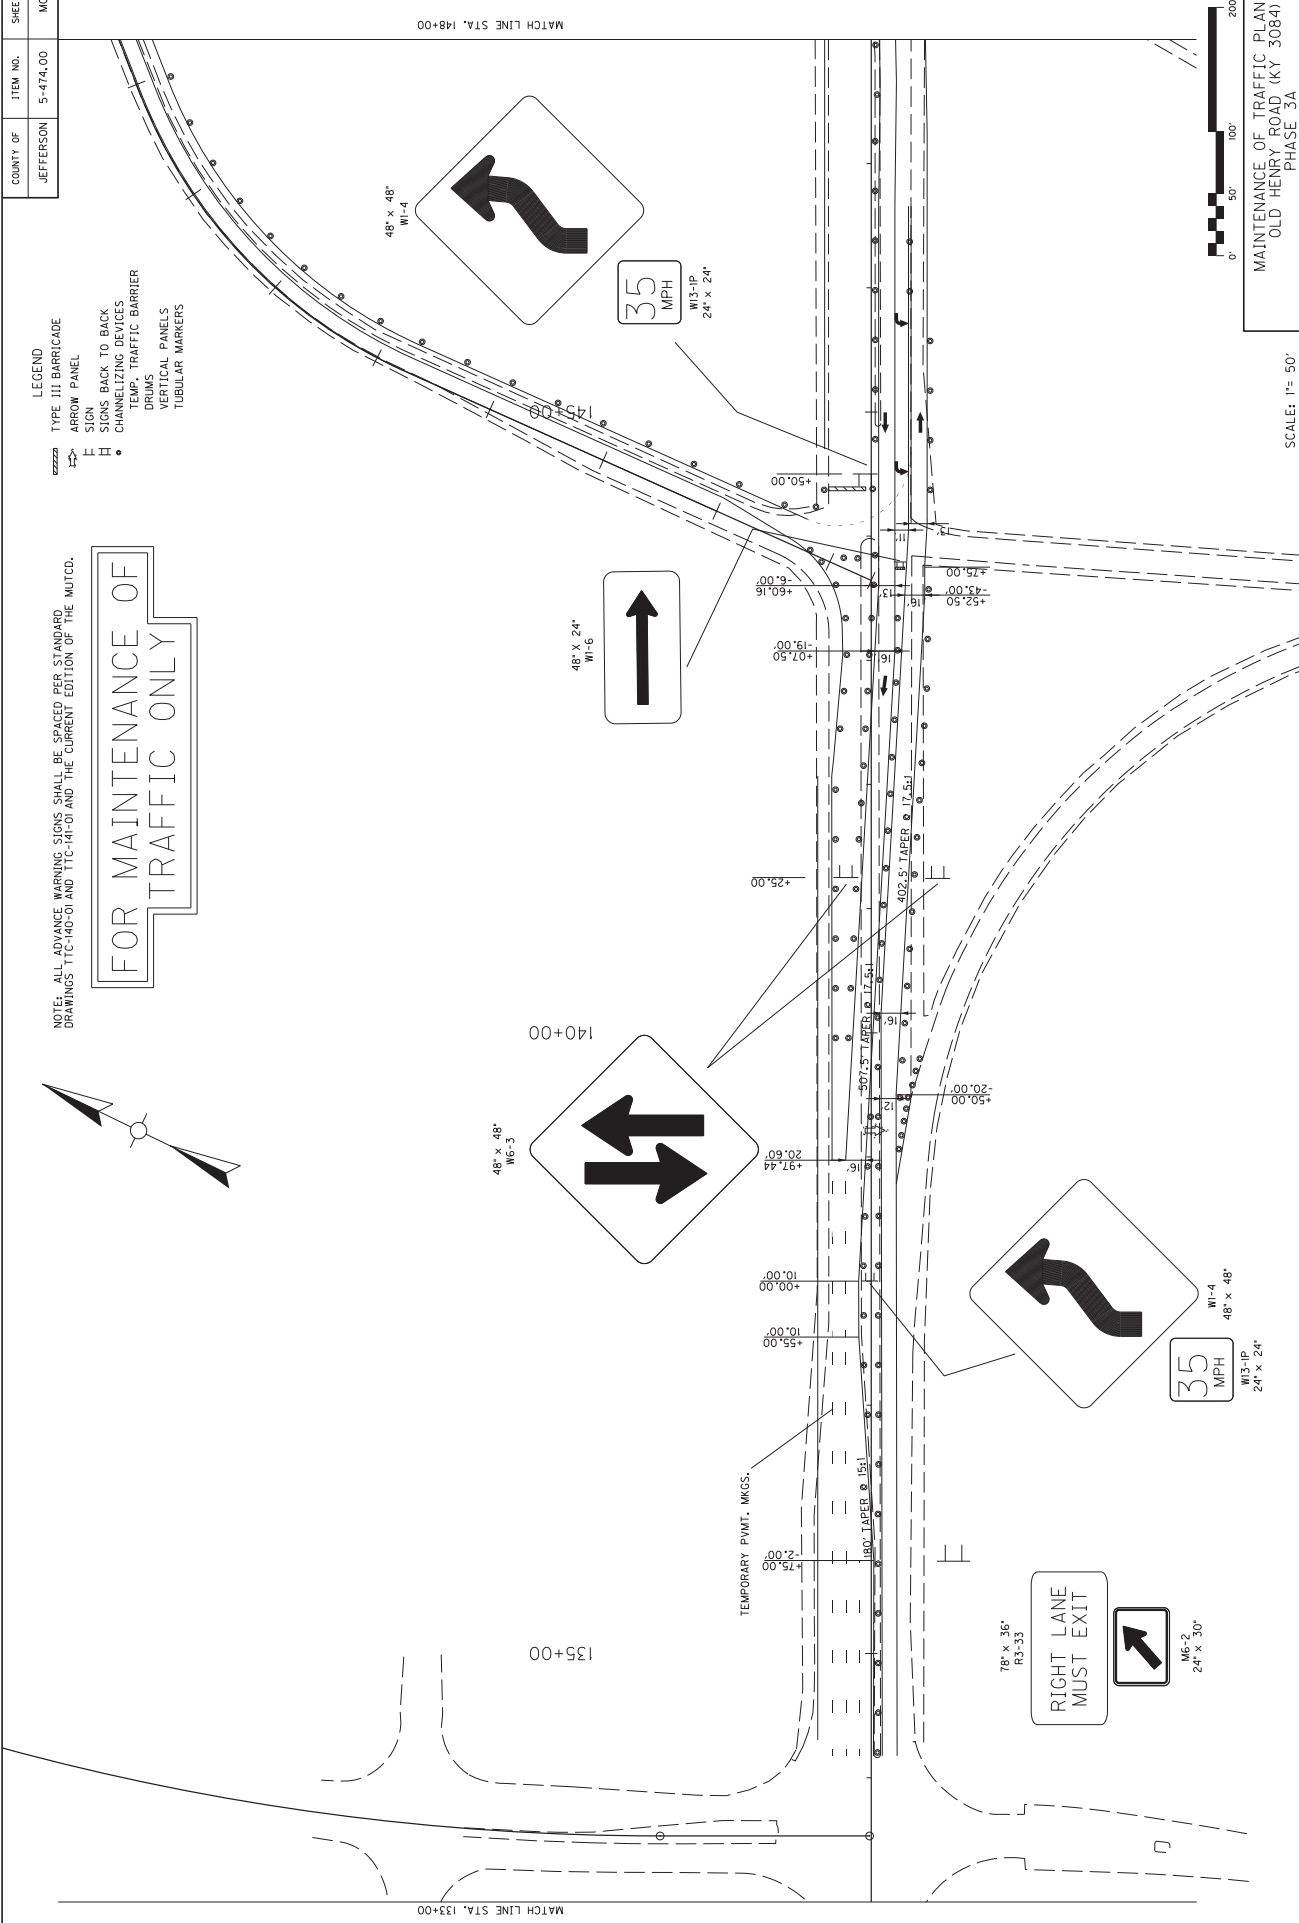 COUNTY OF
ITEM NO.
SHEE
JEFFERSON
5-474.00
MO
LEGEND
TYPE III BARRICADE
ARROW PANEL
SIGN
SIGNS BACK TO BACK
CHANNELIZING DEVICES
TEMP. TRAFFIC BARRIER
DRUMS
VERTICAL PANELS
TUBULAR MARKERS
NOTE: ALL ADVANCE WARNING SIGNS SHALL BE SPACED PER STANDARD
DRAWINGS TTC-140-01 AND TTC-141-01 AND THE CURRENT EDITION OF THE MUTCD.
FOR MAINTENANCE OF
TRAFFIC ONLY
MATCH LINE STA. 133+00
MATCH LINE STA. 148+00
135+00
140+00
145+00
48" x 48"
W1-4
35
MPH
W13-1P
24" x 24"
48" X 24"
W1-6
48" x 48"
W6-3
TEMPORARY PVMT. MKGS.
+75.00
-2.00'
+55.00
10.00'
+00.00
10.00'
+97.44
20.60'
+25.00
+07.50
-19.00'
+60.16
-6.00'
+50.00
180' TAPER @ 15:1
507.5' TAPER @ 17.5:1
402.5' TAPER @ 17.5:1
16'
12'
16'
16'
13'
16'
11'
13'
+50.00
-20.00'
+52.50
-43.00'
+75.00
78" x 36"
R3-33
RIGHT LANE
MUST EXIT
M6-2
24" x 30"
W1-4
48" x 48"
35
MPH
W13-1P
24" x 24"
0'
50'
100'
200
SCALE: 1"= 50'
MAINTENANCE OF TRAFFIC PLAN
OLD HENRY ROAD (KY 3084)
PHASE 3A